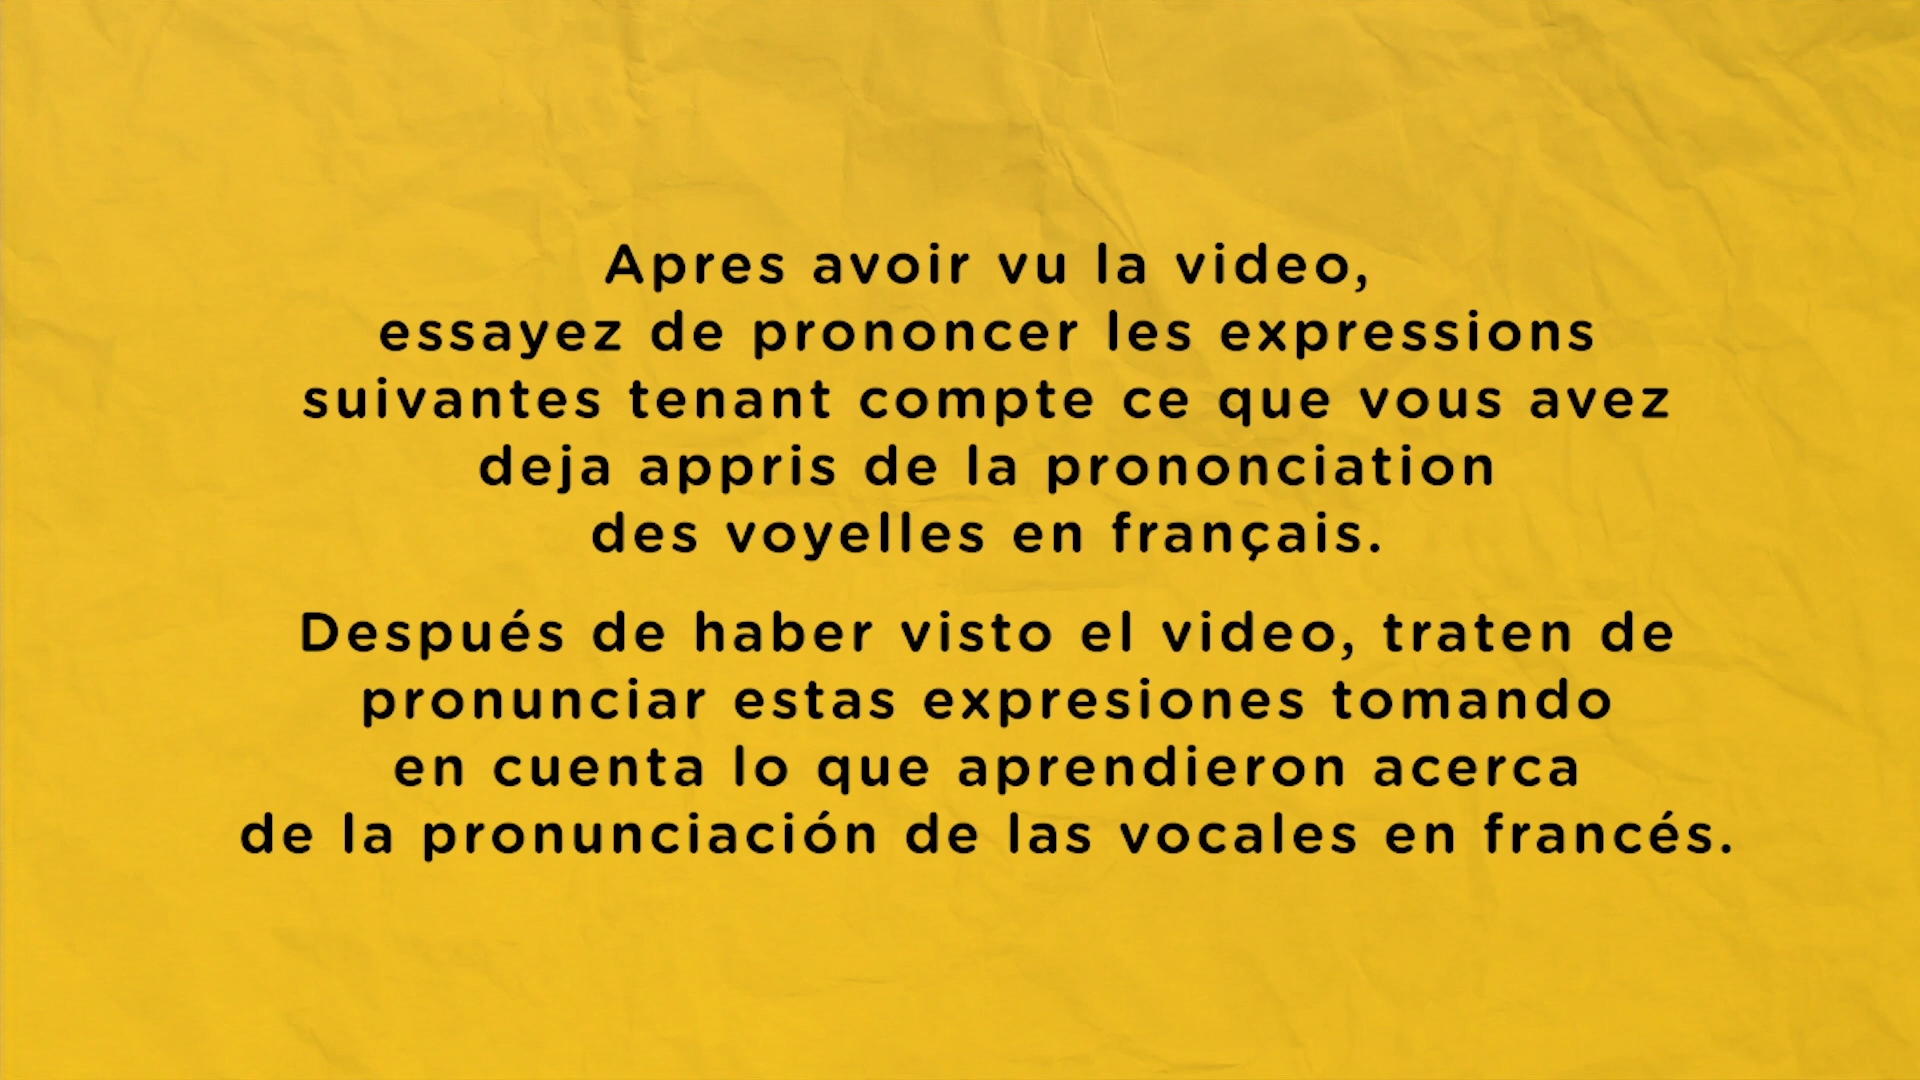 Apres avoir vu la video,
essayez de prononcer les expressions
suivantes tenant compte ce que vous avez
deja appris de la prononciation
des voyelles en français.
Después de haber visto el video, traten de
pronunciar estas expresiones tomando
en cuenta lo que aprendieron acerca
de la pronunciación de las vocales en francés.